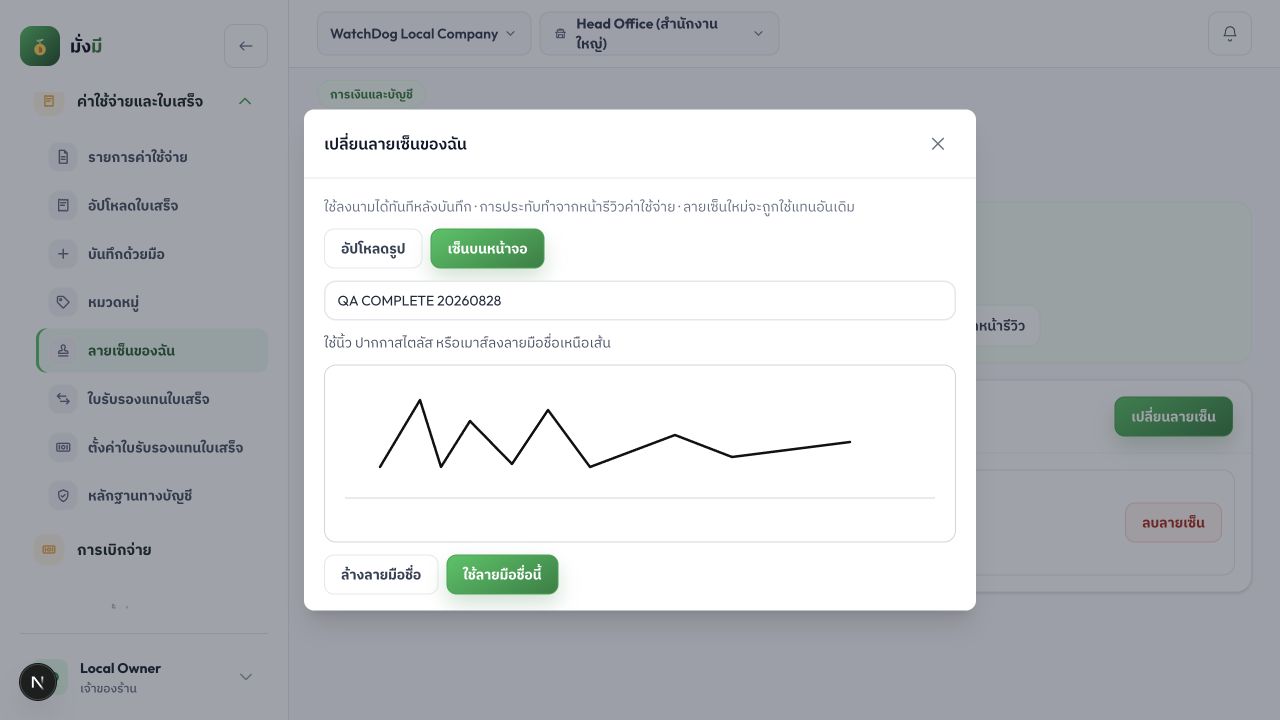 มั่งมี
WatchDog Local Company
Head Office (สำนักงาน
ใหญ่)
ค่าใช้จ่ายและใบเสร็จ
รายการค่าใช้จ่าย
อัปโหลดใบเสร็จ
บันทึกด้วยมือ
หมวดหมู่
ลายเซ็นของฉัน
ใบรับรองแทนใบเสร็จ
ตั้งค่าใบรับรองแทนใบเสร็จ
หลักฐานทางบัญชี
การเบิกจ่าย
N
Local Owner
เจ้าของร้าน
การเงินและบัญชี
เปลี่ยนลายเซ็นของฉัน
ใช้ลงนามได้ทันทีหลังบันทึก · การประทับทำจากหน้ารีวิวค่าใช้จ่าย · ลายเซ็นใหม่จะถูกใช้แทนอันเดิม
อัปโหลดรูป
เซ็นบนหน้าจอ
QA COMPLETE 20260828
ใช้นิ้ว ปากกาสไตลัส หรือเมาส์ลงลายมือชื่อเหนือเส้น
ล้างลายมือชื่อ
ใช้ลายมือชื่อนี้
หน้ารีวิว
เปลี่ยนลายเซ็น
ลบลายเซ็น